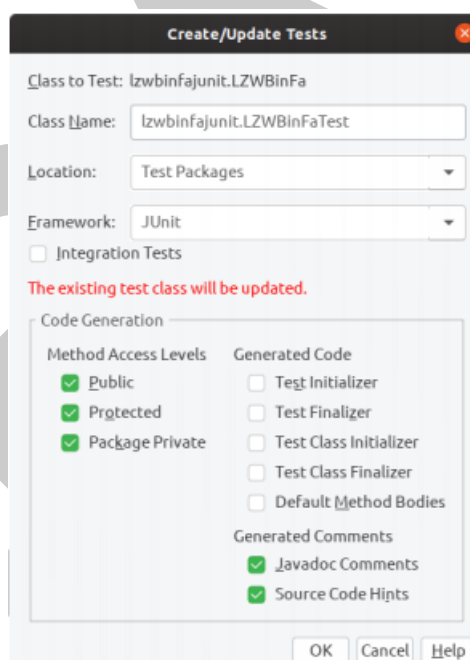 Create/Update Tests
Class to Test: lzwbinfajunit.LZWBinFa
Class Name: lzwbinfajunit.LZWBinFaTest
Location: Test Packages
Framework: JUnit
Integration Tests
The existing test class will be updated.
Code Generation
Method Access Levels
Public
Protected
Package Private
Generated Code
Test Initializer
Test Finalizer
Test Class Initializer
Test Class Finalizer
Default Method Bodies
Generated Comments
Javadoc Comments
Source Code Hints
OK Cancel Help